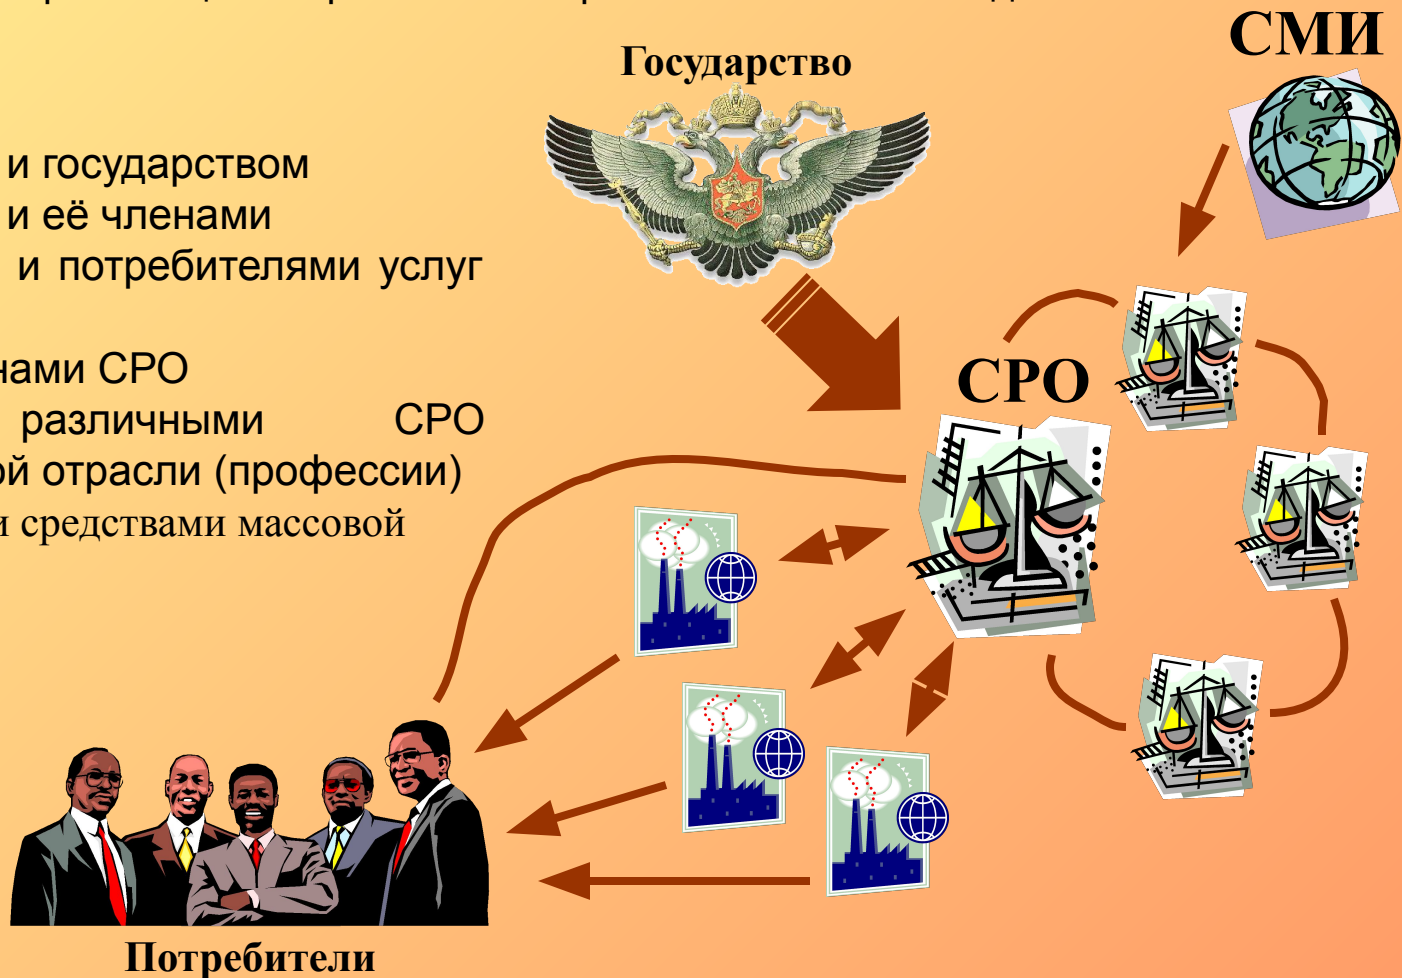 Государство
СМИ
и государством
и её членами
и потребителями услуг
нами СРО
различными СРО
ой отрасли (профессии)
и средствами массовой
СРО
Потребители